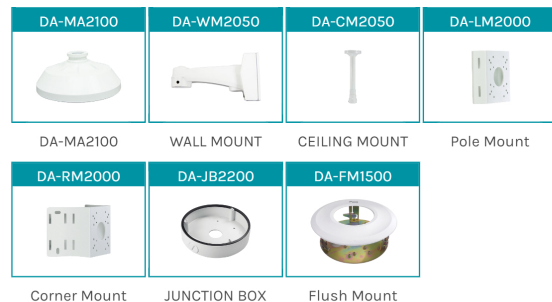 DA-MA2100
DA-WM2050
DA-CM2050
DA-LM2000
DA-MA2100
WALL MOUNT
CEILING MOUNT
Pole Mount
DA-RM2000
DA-JB2200
DA-FM1500
Corner Mount
JUNCTION BOX
Flush Mount